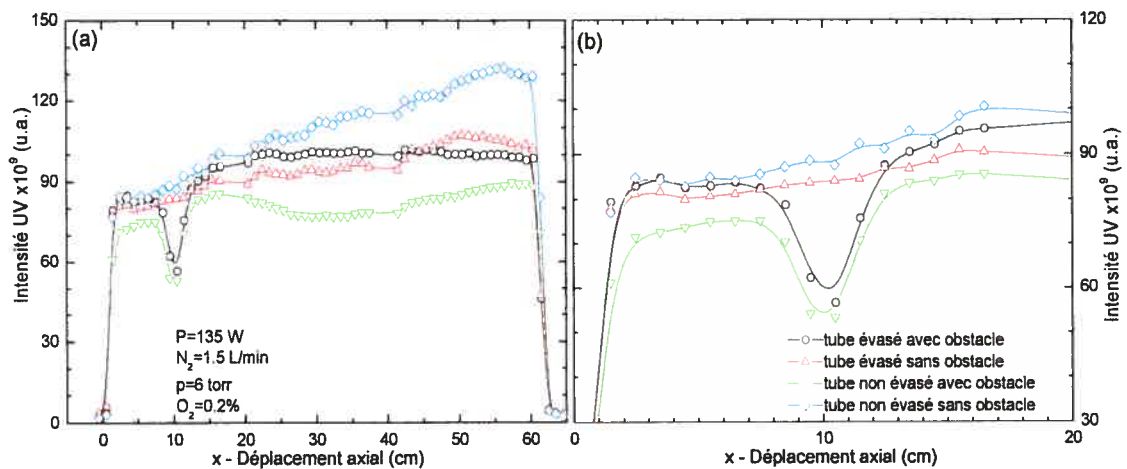 (a)
Intensité UV x10⁹ (u.a.)
150
120
90
60
30
0
P=135 W
N₂=1.5 L/min
p=6 torr
O₂=0.2%
0 10 20 30 40 50 60
x - Déplacement axial (cm)
(b)
tube évasé avec obstacle
tube évasé sans obstacle
tube non évasé avec obstacle
tube non évasé sans obstacle
0 10 20
x - Déplacement axial (cm)
120
90
60
30
Intensité UV x10⁹ (u.a.)